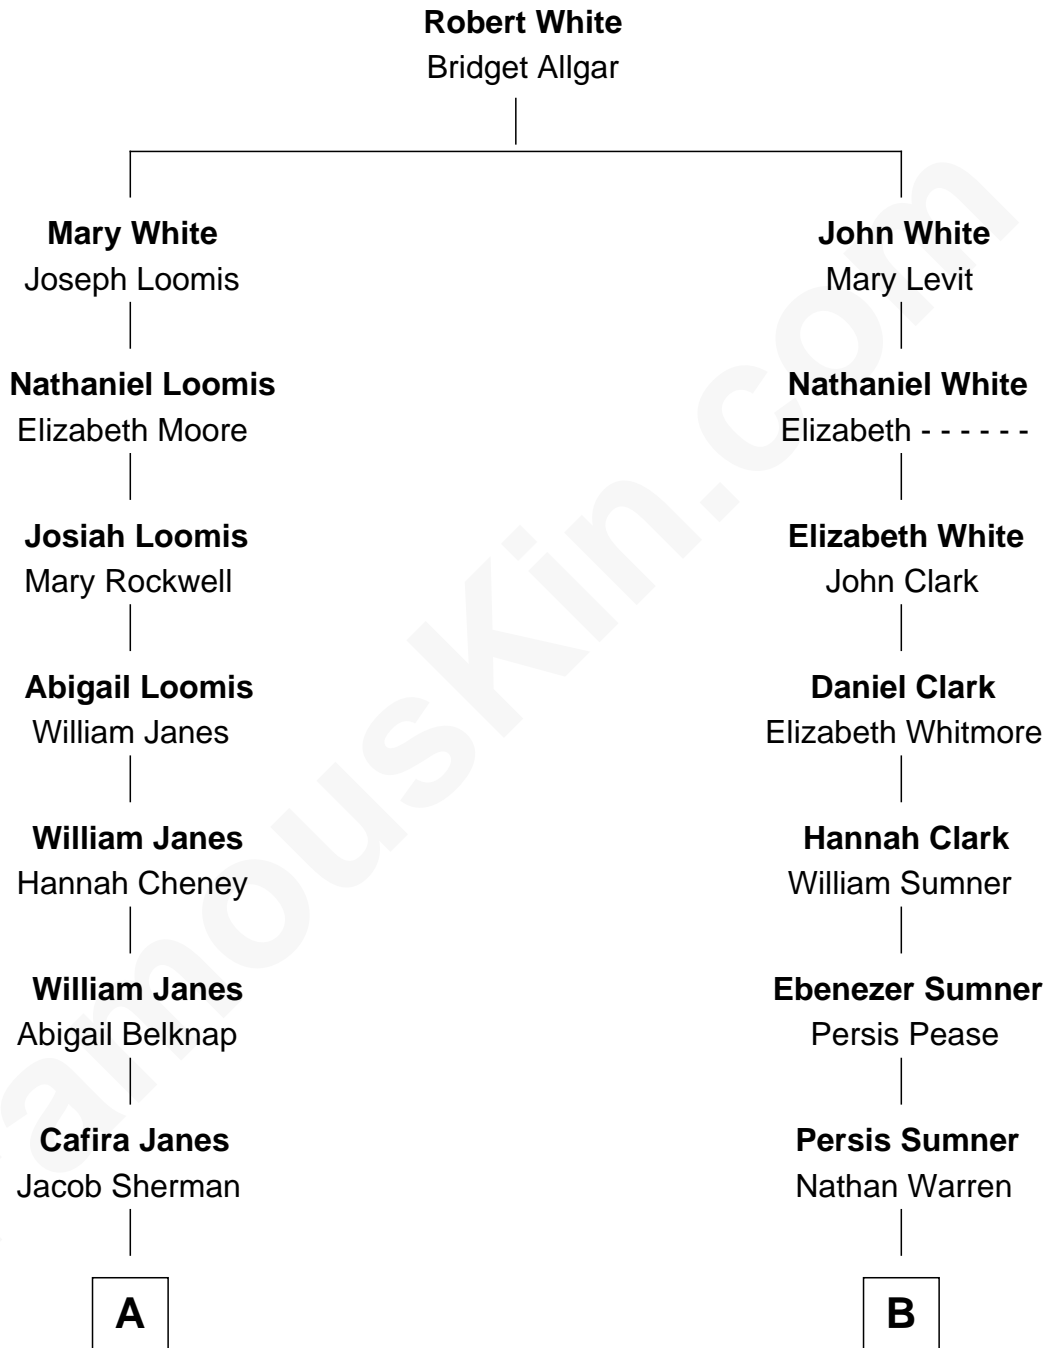 Robert White
Bridget Allgar
Mary White
Joseph Loomis
Nathaniel Loomis
Elizabeth Moore
Josiah Loomis
Mary Rockwell
Abigail Loomis
William Janes
William Janes
Hannah Cheney
William Janes
Abigail Belknap
Cafira Janes
Jacob Sherman
A
John White
Mary Levit
Nathaniel White
Elizabeth - - - - - -
Elizabeth White
John Clark
Daniel Clark
Elizabeth Whitmore
Hannah Clark
William Sumner
Ebenezer Sumner
Persis Pease
Persis Sumner
Nathan Warren
B
amouskin.com